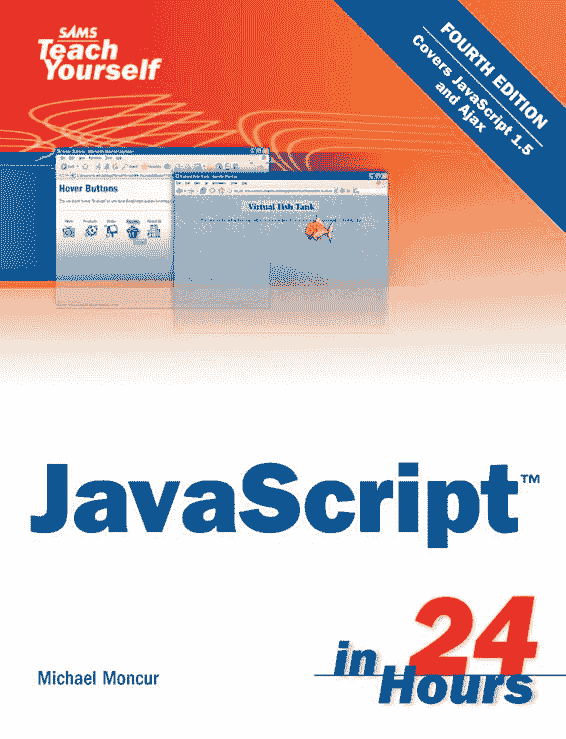 SAMS
Teach
Yourself
FOURTH EDITION
Covers JavaScript 1.5
and Ajax
Hover Buttons
Virtual Fish Tank
JavaScript™
in 24
Hours
Michael Moncur